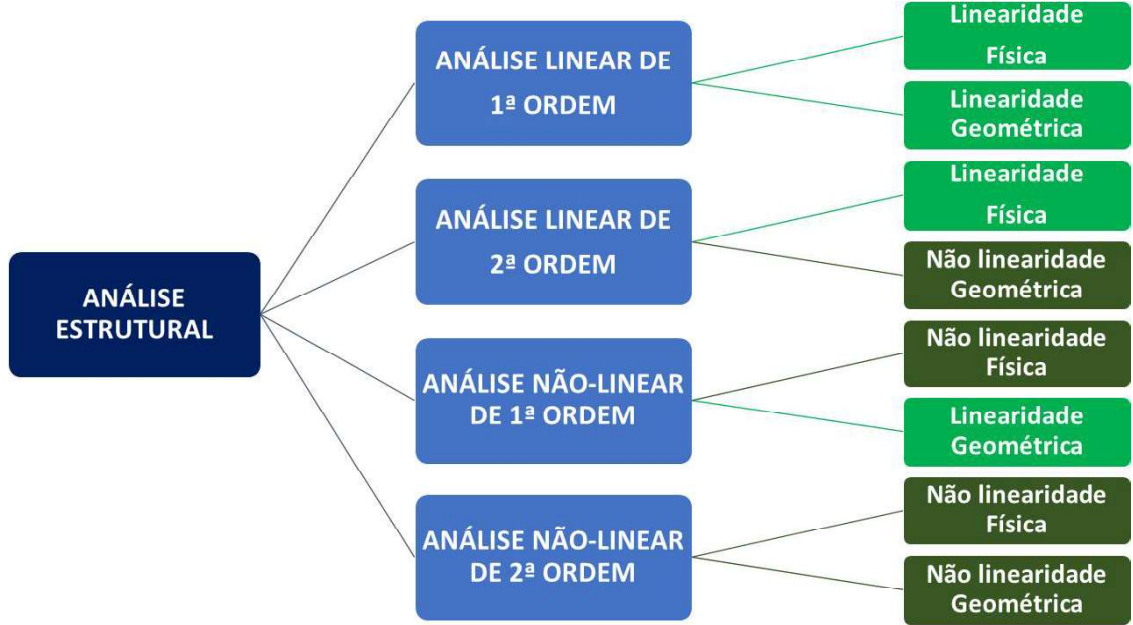 ANÁLISE
ESTRUTURAL
ANÁLISE LINEAR DE
1ª ORDEM
Linearidade
Física
Linearidade
Geométrica
ANÁLISE LINEAR DE
2ª ORDEM
Linearidade
Física
Não linearidade
Geométrica
ANÁLISE NÃO-LINEAR
DE 1ª ORDEM
Não linearidade
Física
Linearidade
Geométrica
ANÁLISE NÃO-LINEAR
DE 2ª ORDEM
Não linearidade
Física
Não linearidade
Geométrica